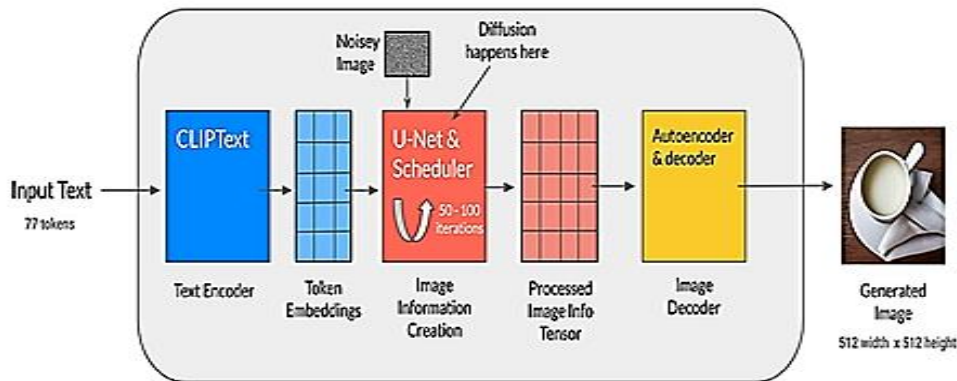 Noisey
Image
Diffusion
happens here
Input Text
77 tokens
CLIPText
U-Net &
Scheduler
50-100
iterations
Autoencoder
& decoder
Text Encoder
Token
Embeddings
Image
Information
Creation
Processed
Image Info
Tensor
Image
Decoder
Generated
Image
512 width x 512 height